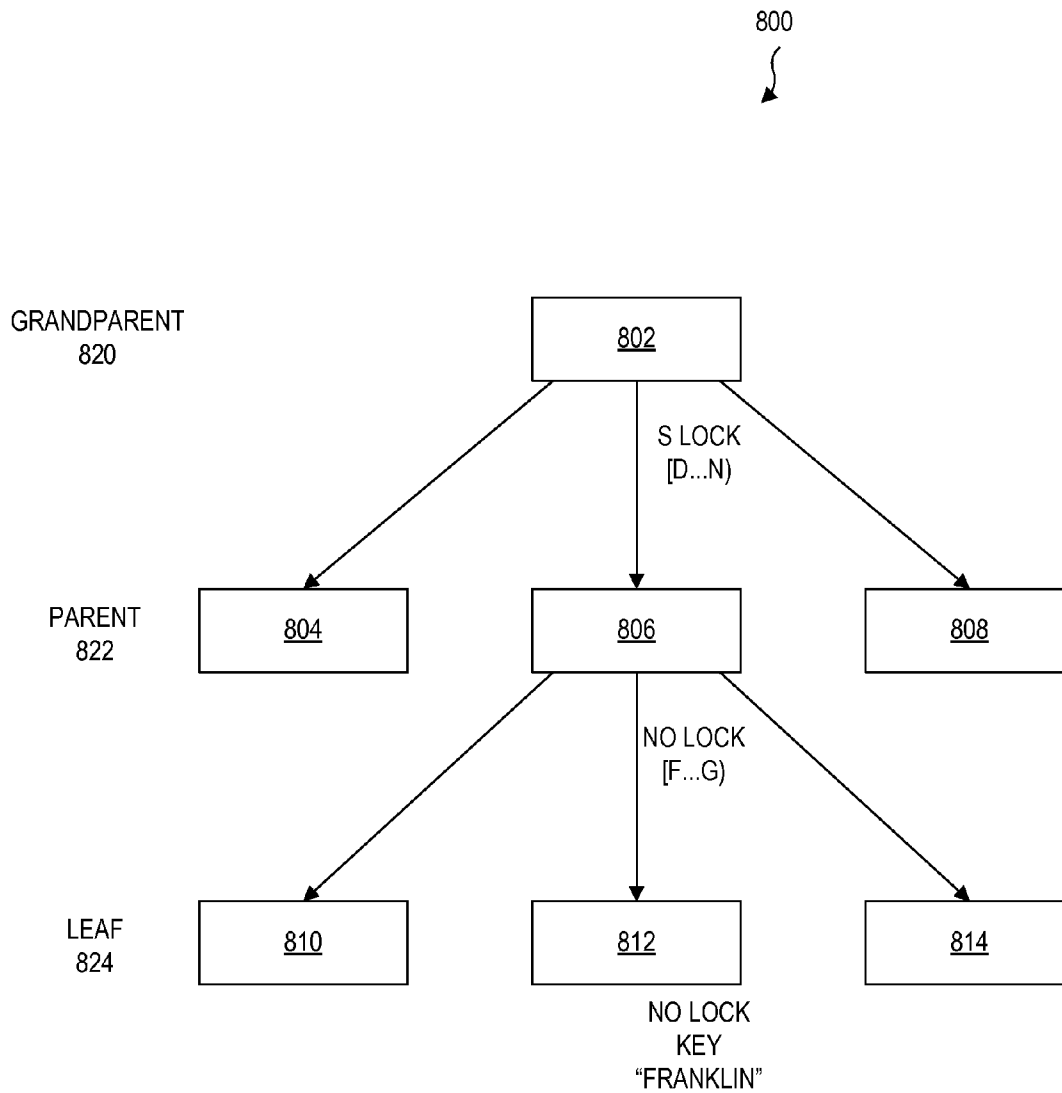 800
GRANDPARENT
820
802
S LOCK
[D...N)
PARENT
822
804
806
808
NO LOCK
[F...G)
LEAF
824
810
812
814
NO LOCK
KEY
“FRANKLIN”